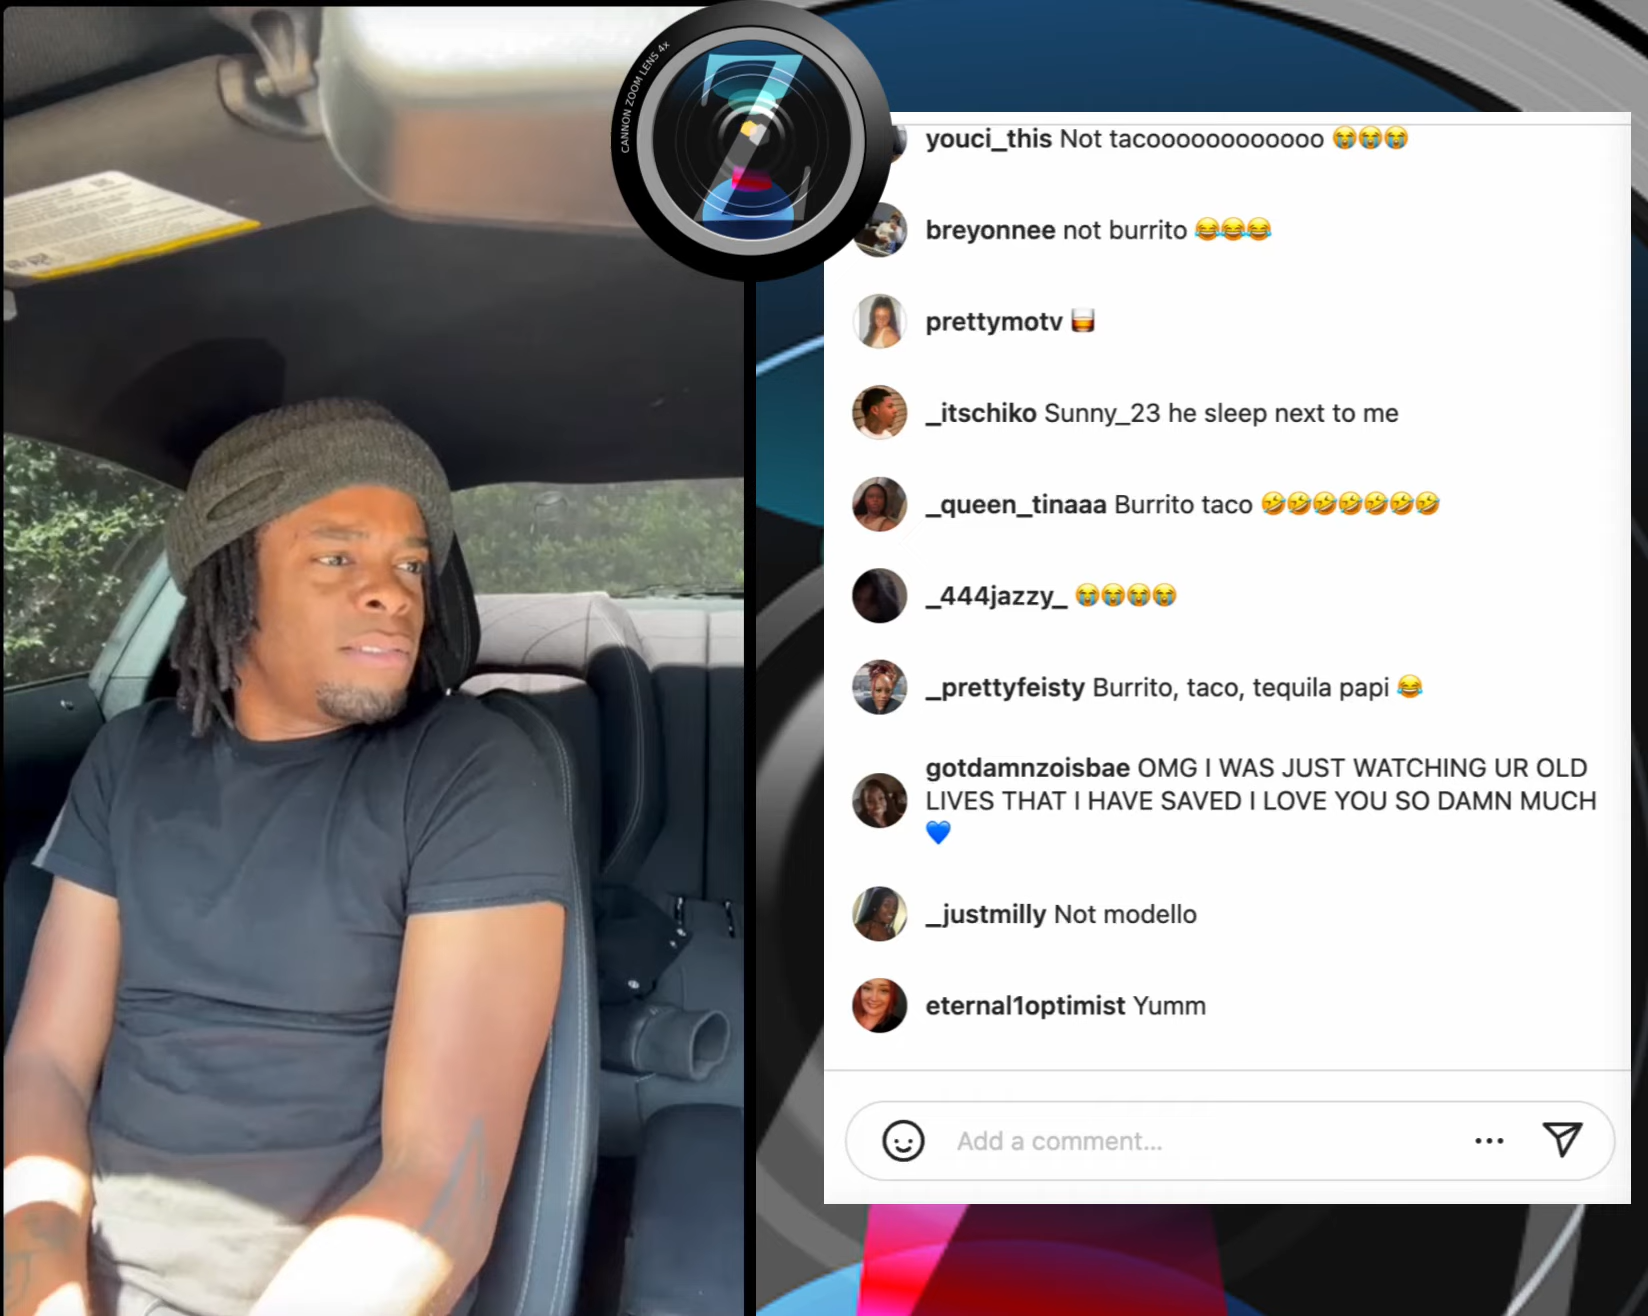 CANNON ZOOM LENS 4x
youci_this Not tacoooooooooooo 😭😭😭
breyonnee not burrito 😂😂😂
prettymotv 🥃
_itschiko Sunny_23 he sleep next to me
_queen_tinaaa Burrito taco 🤣🤣🤣🤣🤣🤣🤣
_444jazzy_ 😭😭😭😭
_prettyfeisty Burrito, taco, tequila papi 😂
gotdamnzoisbae OMG I WAS JUST WATCHING UR OLD
LIVES THAT I HAVE SAVED I LOVE YOU SO DAMN MUCH
💙
_justmilly Not modello
eternal1optimist Yumm
Add a comment...